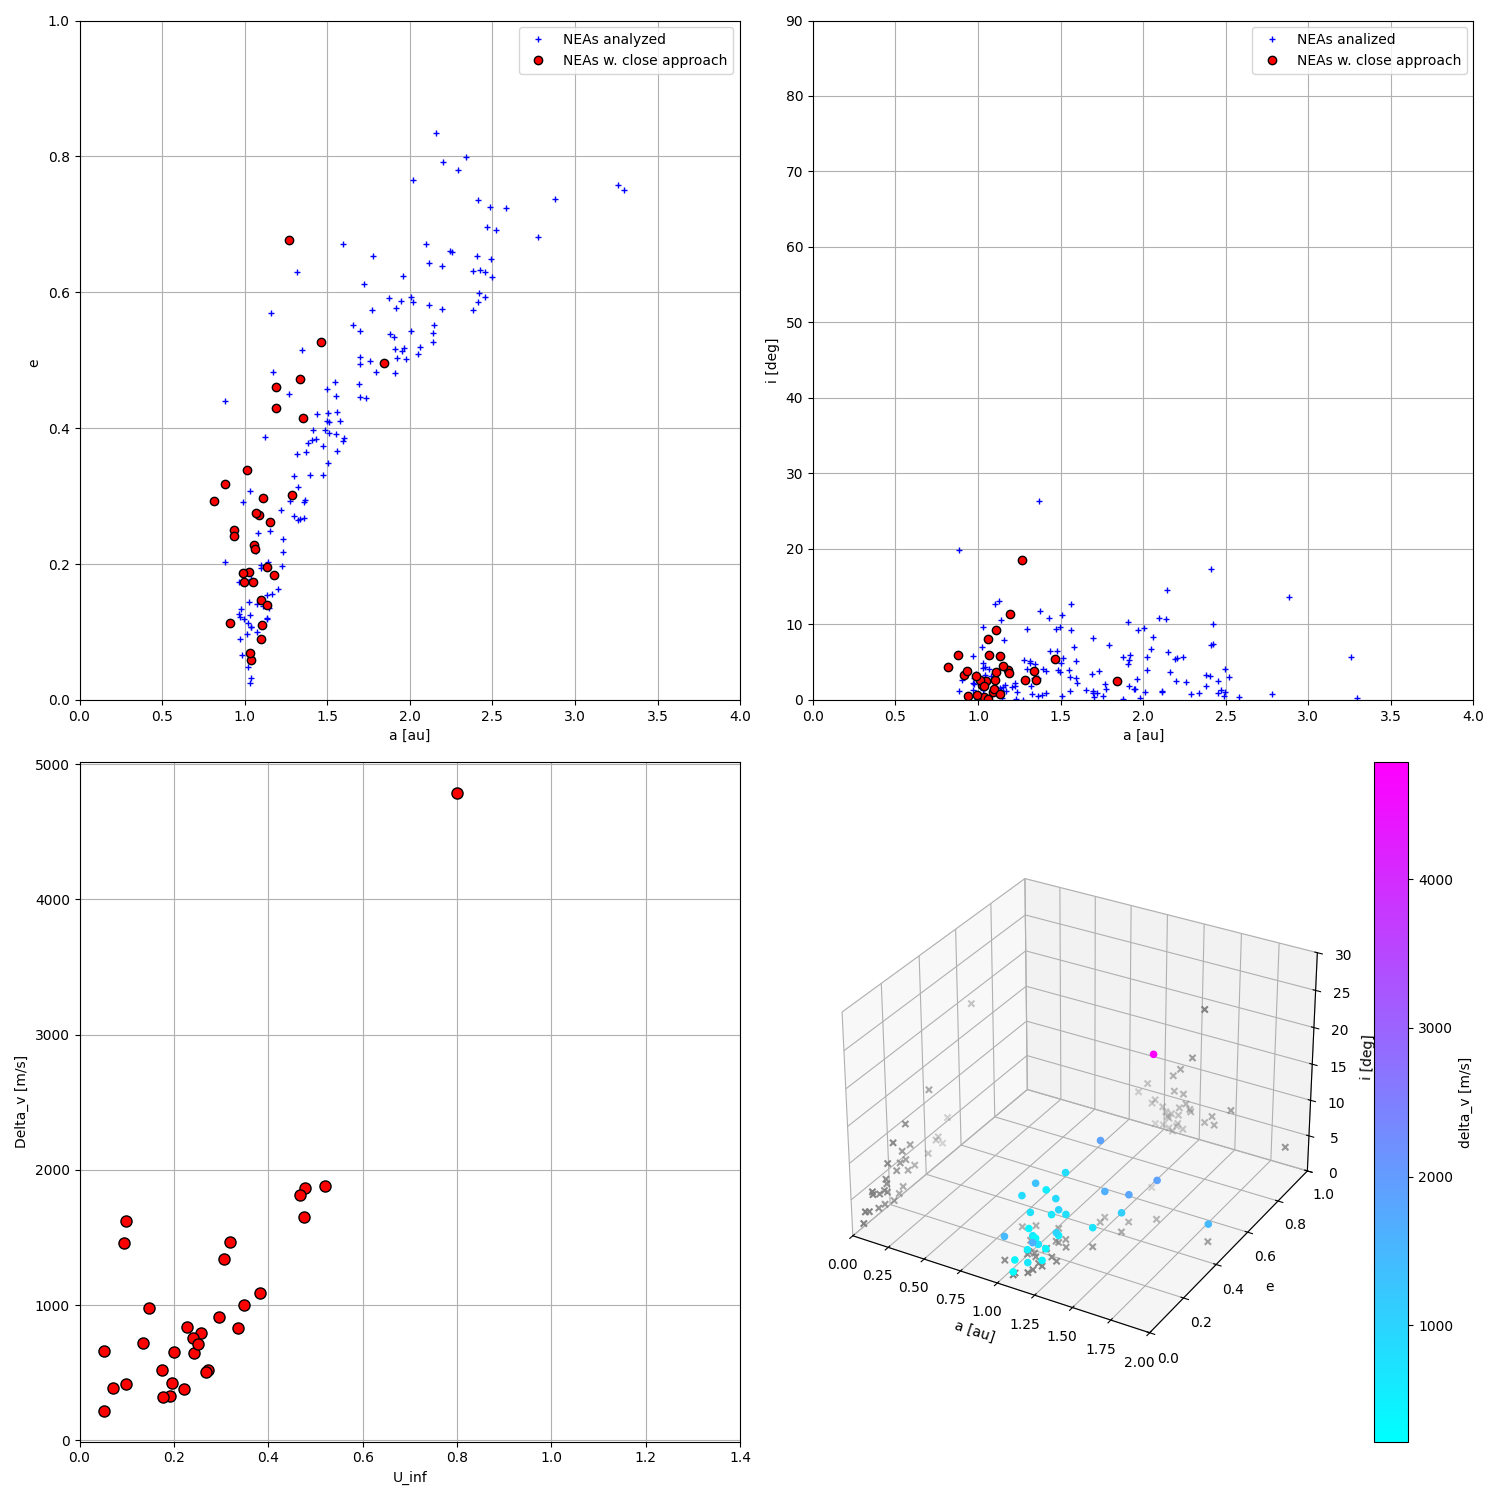 1.0
0.8
0.6
0.4
0.2
0.0
e
NEAs analyzed
NEAs w. close approach
0.0 0.5 1.0 1.5 2.0 2.5 3.0 3.5 4.0
a [au]
90
80
70
60
50
40
30
20
10
0
i [deg]
NEAs analized
NEAs w. close approach
0.0 0.5 1.0 1.5 2.0 2.5 3.0 3.5 4.0
a [au]
5000
4000
3000
2000
1000
0
Delta_v [m/s]
0.0 0.2 0.4 0.6 0.8 1.0 1.2 1.4
U_inf
30
25
20
15
10
5
0
i [deg]
0.00 0.25 0.50 0.75 1.00 1.25 1.50 1.75 2.00
a [au]
0.0 0.2 0.4 0.6 0.8 1.0
e
4000
3000
2000
1000
delta_v [m/s]